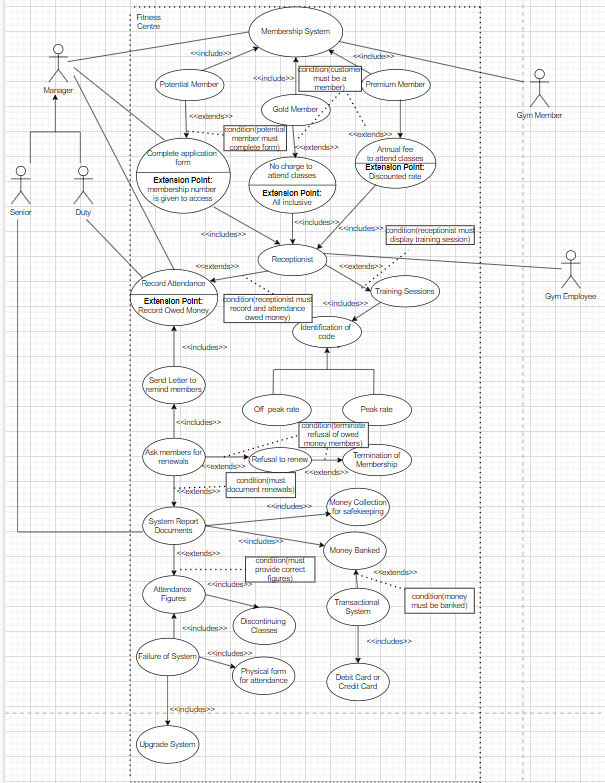 Fitness
Centre
Membership System
<<include>>
Potential Member
<<include>>
condition(customer
must be a
member)
<<include>>
Premium Member
Manager
Gym Member
Gold Member
<<extends>>
condition(potential
member must
complete form)
<<extends>>
<<extends>>
Complete application
form
Extension Point:
membership number
is given to access
No charge to
attend classes
Extension Point:
All inclusive
Annual fee
to attend classes
Extension Point:
Discounted rate
Senior
Duty
<<includes>>
<<includes>>
<<includes>>
condition(receptionist must
display training session)
Receptionist
<<extends>>
<<extends>>
Gym Employee
Record Attendance
Extension Point:
Record Owed Money
condition(receptionist must
record and attendance
owed money)
Training Sessions
<<includes>>
Identification of
code
<<includes>>
Send Letter to
remind members
Off peak rate
Peak rate
<<includes>>
condition(terminate
refusal of owed
money members)
Ask members for
renewals
<<extends>>
Refusal to renew
<<extends>>
Termination of
Membership
<<extends>>
condition(must
document renewals)
System Report
Documents
<<includes>>
Money Collection
for safekeeping
<<includes>>
Money Banked
<<extends>>
condition(must
provide correct
figures)
<<extends>>
Attendance
Figures
<<includes>>
Discontinuing
Classes
Transactional
System
condition(money
must be banked)
<<includes>>
<<includes>>
Failure of System
<<includes>>
Physical form
for attendance
Debit Card or
Credit Card
<<includes>>
Upgrade System